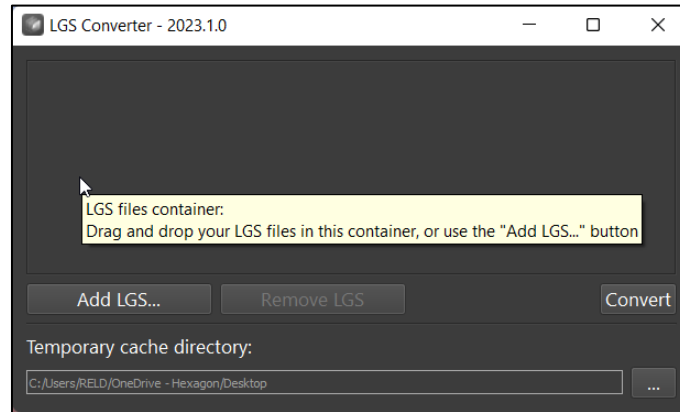 LGS Converter - 2023.1.0
LGS files container:
Drag and drop your LGS files in this container, or use the "Add LGS..." button
Add LGS...
Remove LGS
Convert
Temporary cache directory:
C:/Users/RELD/OneDrive - Hexagon/Desktop
...